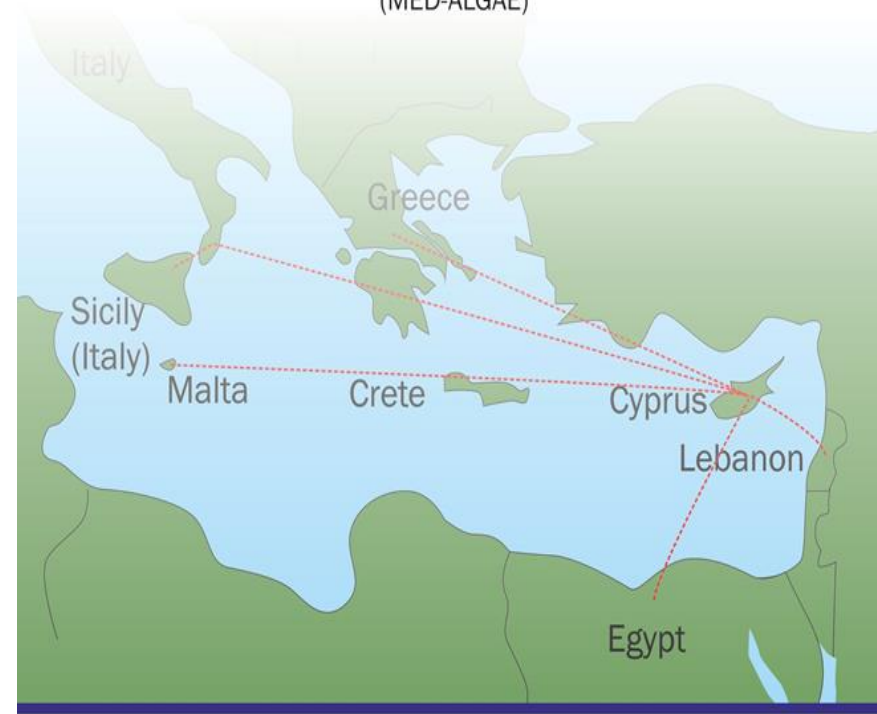 (MED-ALGAE)
Italy
Greece
Sicily
(Italy)
Malta
Crete
Cyprus
Lebanon
Egypt